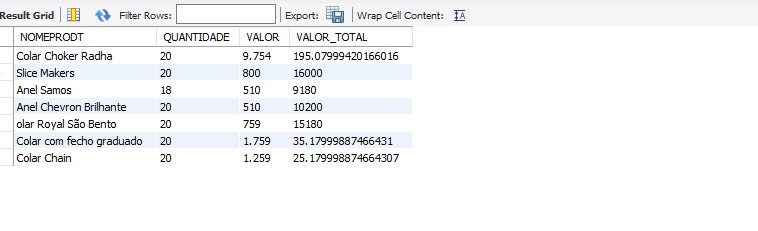 Result Grid Filter Rows: Export: Wrap Cell Content: IA
NOMEPRODT QUANTIDADE VALOR VALOR_TOTAL
Colar Choker Radha 20 9.754 195.07999420166016
Slice Makers 20 800 16000
Anel Samos 18 510 9180
Anel Chevron Brilhante 20 510 10200
olar Royal São Bento 20 759 15180
Colar com fecho graduado 20 1.759 35.17999887466431
Colar Chain 20 1.259 25.179998874664307